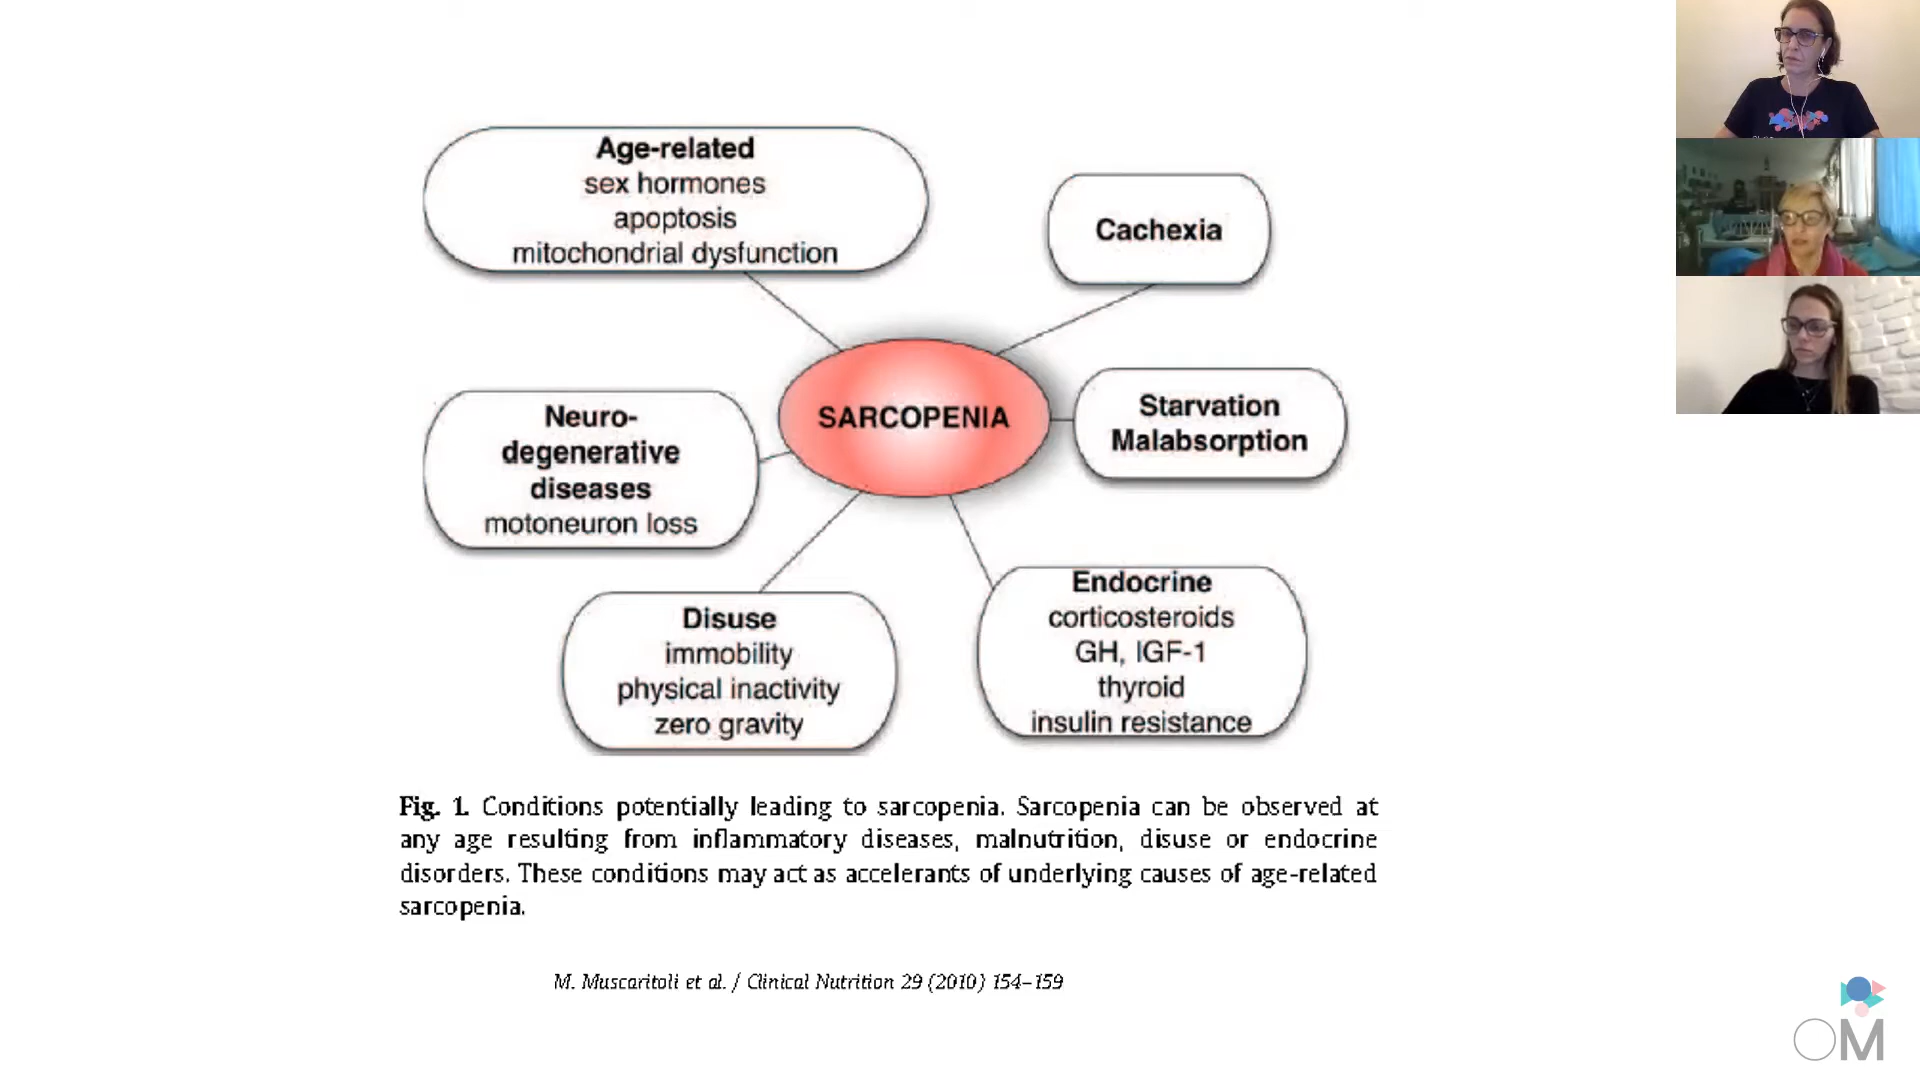 Age-related
sex hormones
apoptosis
mitochondrial dysfunction
Cachexia
SARCOPENIA
Starvation
Malabsorption
Neuro-
degenerative
diseases
motoneuron loss
Disuse
immobility
physical inactivity
zero gravity
Endocrine
corticosteroids
GH, IGF-1
thyroid
insulin resistance
Fig. 1. Conditions potentially leading to sarcopenia. Sarcopenia can be observed at
any age resulting from inflammatory diseases, malnutrition, disuse or endocrine
disorders. These conditions may act as accelerants of underlying causes of age-related
sarcopenia.
M. Muscaritoli et al. / Clinical Nutrition 29 (2010) 154–159
OM